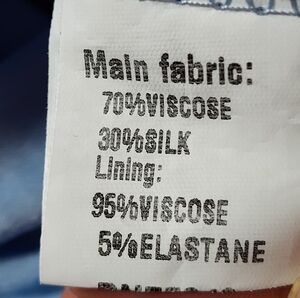 Main fabric:
70%VISCOSE
30%SILK
Lining:
95%VISCOSE
5%ELASTANE